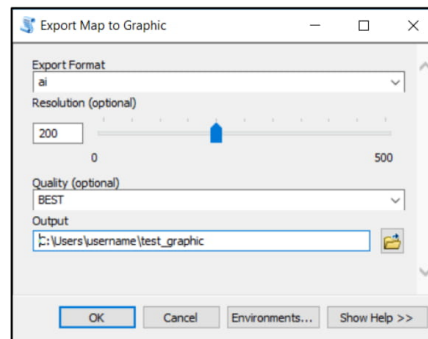 Export Map to Graphic
Export Format
ai
Resolution (optional)
200
0 500
Quality (optional)
BEST
Output
C:\Users\username\test_graphic
OK Cancel Environments... Show Help >>